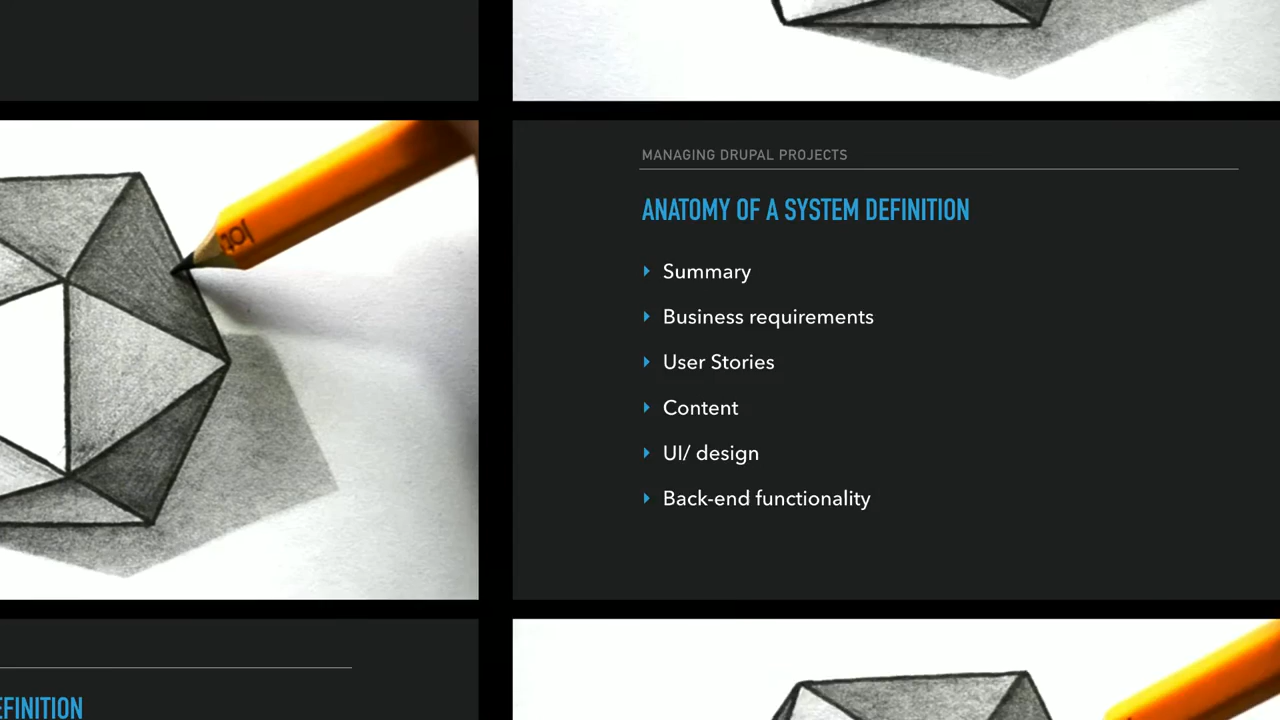 MANAGING DRUPAL PROJECTS
ANATOMY OF A SYSTEM DEFINITION
Summary
Business requirements
User Stories
Content
UI/ design
Back-end functionality
jot
EFINITION